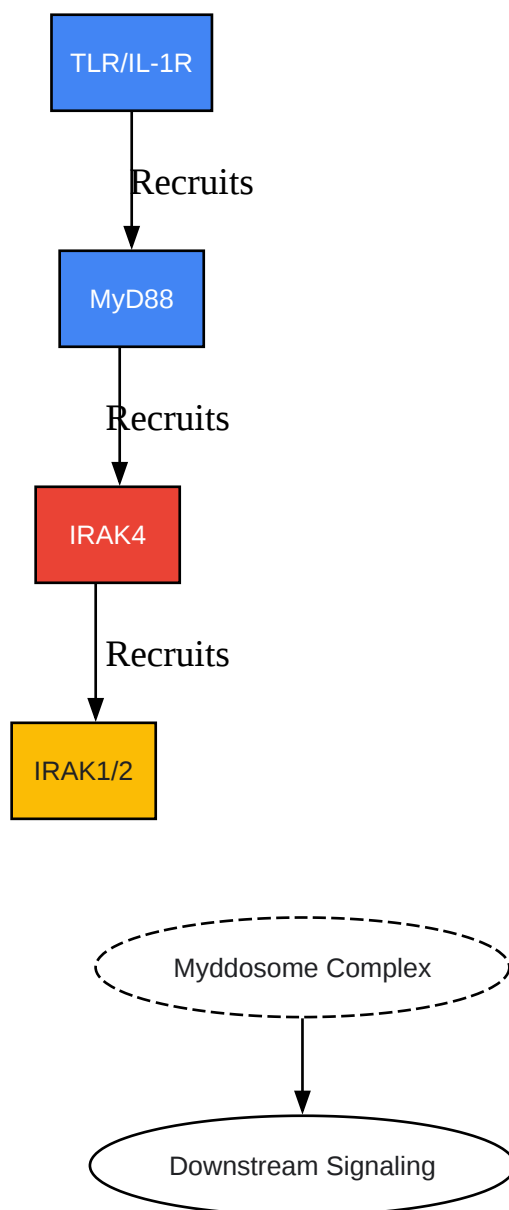 TLR/IL-1R
Recruits
MyD88
Recruits
IRAK4
Recruits
IRAK1/2
Myddosome Complex
Downstream Signaling